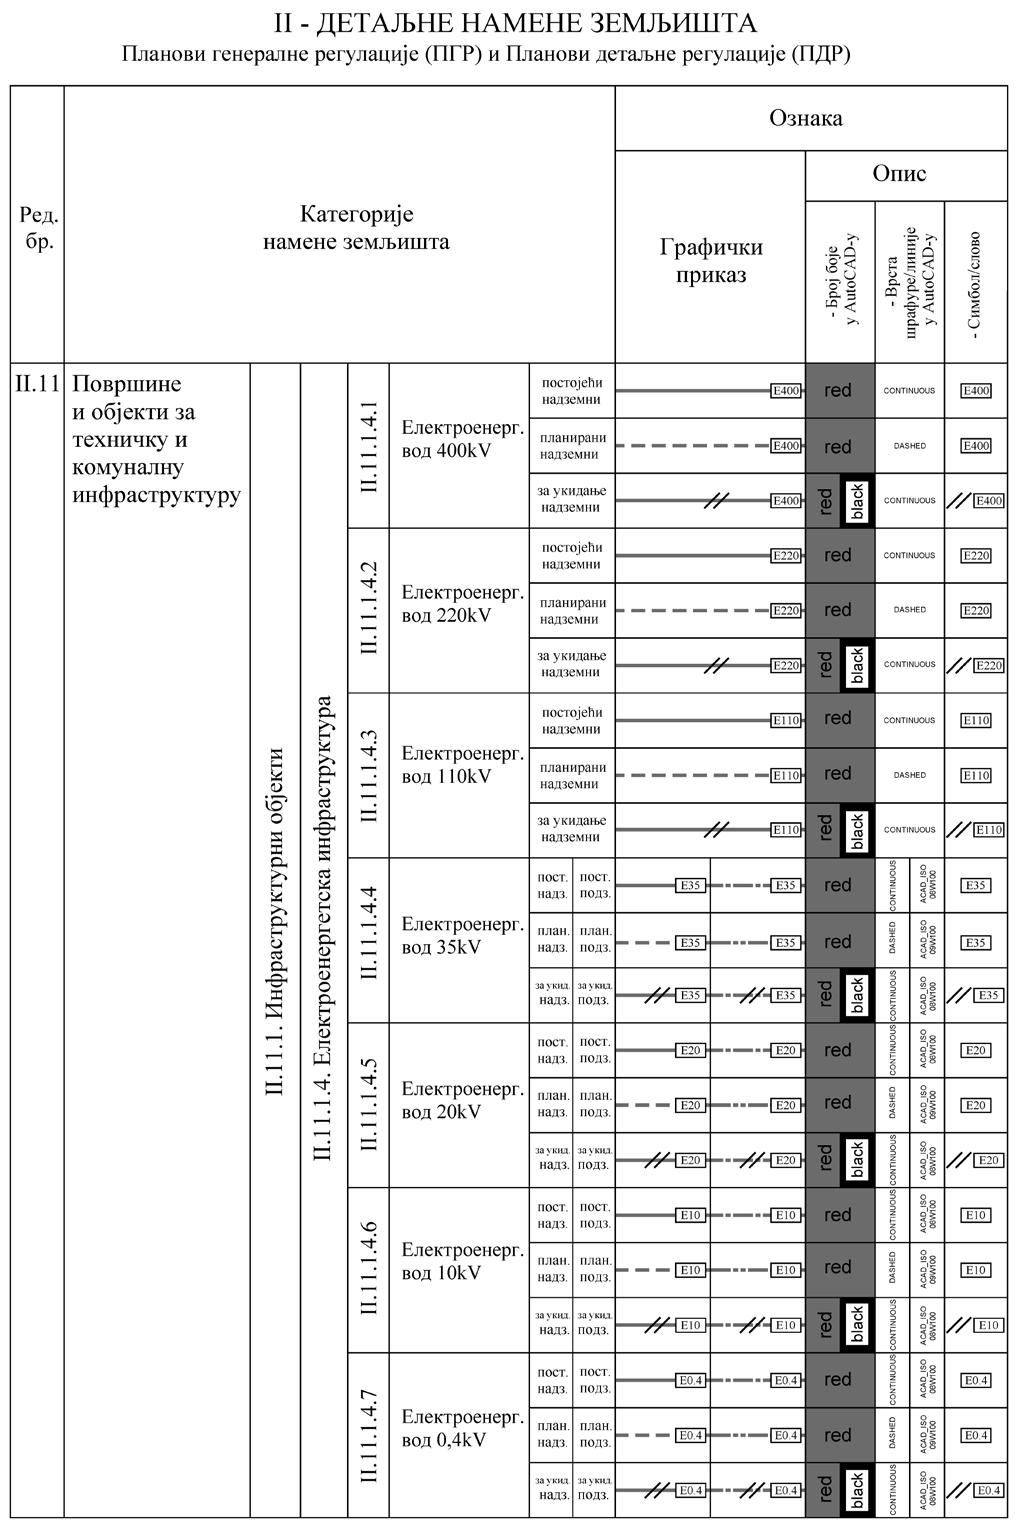 II - ДЕТАЉНЕ НАМЕНЕ ЗЕМЉИШТА
Планови генералне регулације (ПГР) и Планови детаљне регулације (ПДР)
Ред.
бр.
Категорије
намене земљишта
Ознака
Графички
приказ
Опис
- Број боје
у AutoCAD-у
- Врста
шрафуре/линије
у AutoCAD-у
- Симбол/слово
II.11
Површине
и објекти за
техничку и
комуналну
инфраструктуру
II.11.1. Инфраструктурни објекти
II.11.1.4. Електроенергетска инфраструктура
II.11.1.4.1
Електроенерг.
вод 400kV
постојећи
надземни
E400
red
CONTINUOUS
E400
планирани
надземни
E400
red
DASHED
E400
за укидање
надземни
E400
red
black
CONTINUOUS
E400
II.11.1.4.2
Електроенерг.
вод 220kV
постојећи
надземни
E220
red
CONTINUOUS
E220
планирани
надземни
E220
red
DASHED
E220
за укидање
надземни
E220
red
black
CONTINUOUS
E220
II.11.1.4.3
Електроенерг.
вод 110kV
постојећи
надземни
E110
red
CONTINUOUS
E110
планирани
надземни
E110
red
DASHED
E110
за укидање
надземни
E110
red
black
CONTINUOUS
E110
II.11.1.4.4
Електроенерг.
вод 35kV
пост. пост.
надз. подз.
E35 E35
red
CONTINUOUS
ACAD_ISO
08W100
E35
план. план.
надз. подз.
E35 E35
red
DASHED
ACAD_ISO
09W100
E35
за укид. за укид.
надз. подз.
E35 E35
red
black
CONTINUOUS
ACAD_ISO
08W100
E35
II.11.1.4.5
Електроенерг.
вод 20kV
пост. пост.
надз. подз.
E20 E20
red
CONTINUOUS
ACAD_ISO
08W100
E20
план. план.
надз. подз.
E20 E20
red
DASHED
ACAD_ISO
09W100
E20
за укид. за укид.
надз. подз.
E20 E20
red
black
CONTINUOUS
ACAD_ISO
08W100
E20
II.11.1.4.6
Електроенерг.
вод 10kV
пост. пост.
надз. подз.
E10 E10
red
CONTINUOUS
ACAD_ISO
08W100
E10
план. план.
надз. подз.
E10 E10
red
DASHED
ACAD_ISO
09W100
E10
за укид. за укид.
надз. подз.
E10 E10
red
black
CONTINUOUS
ACAD_ISO
08W100
E10
II.11.1.4.7
Електроенерг.
вод 0,4kV
пост. пост.
надз. подз.
E0.4 E0.4
red
CONTINUOUS
ACAD_ISO
08W100
E0.4
план. план.
надз. подз.
E0.4 E0.4
red
DASHED
ACAD_ISO
09W100
E0.4
за укид. за укид.
надз. подз.
E0.4 E0.4
red
black
CONTINUOUS
ACAD_ISO
08W100
E0.4